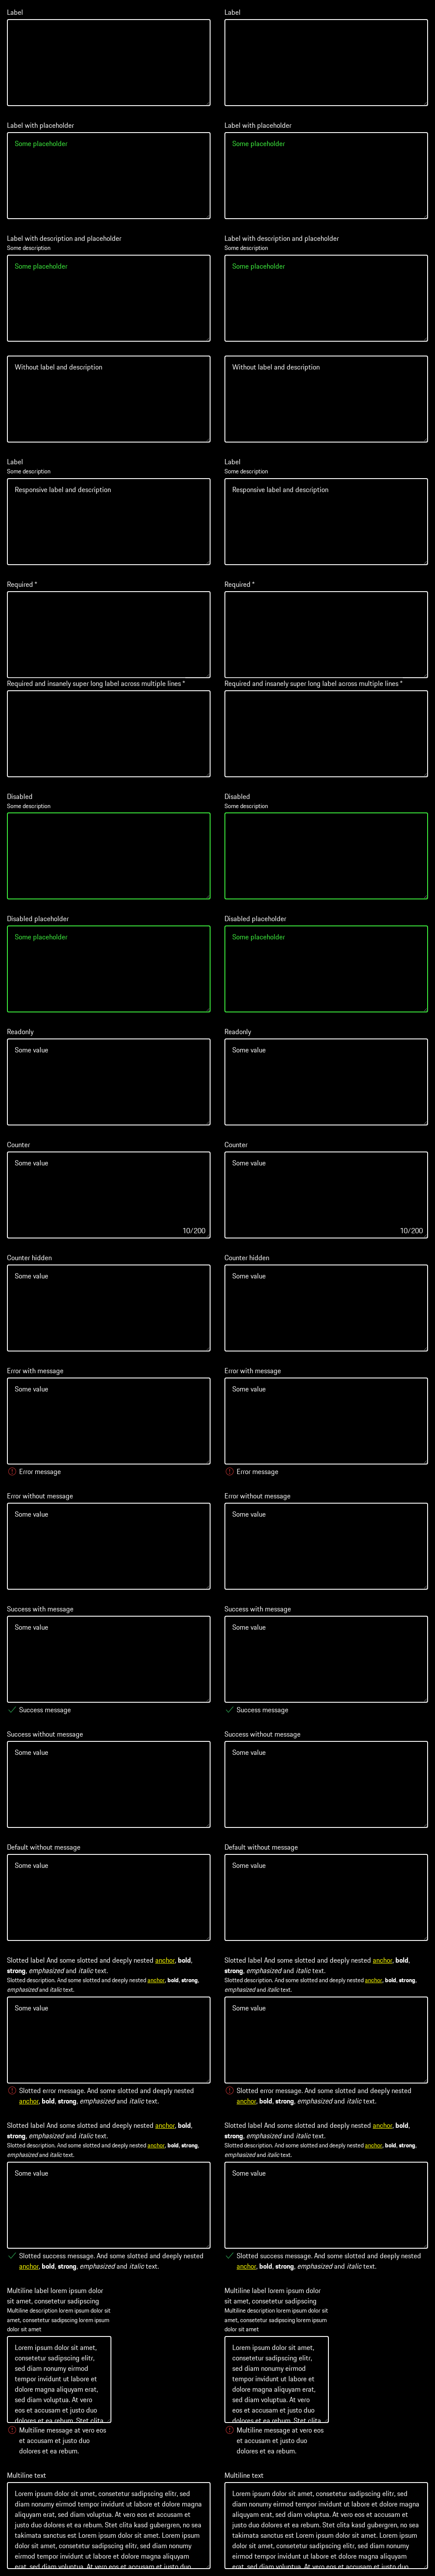 Label
Label
Label with placeholder
Some placeholder
Label with placeholder
Some placeholder
Label with description and placeholder
Some description
Some placeholder
Label with description and placeholder
Some description
Some placeholder
Without label and description
Without label and description
Label
Some description
Responsive label and description
Label
Some description
Responsive label and description
Required *
Required *
Required and insanely super long label across multiple lines *
Required and insanely super long label across multiple lines *
Disabled
Some description
Disabled
Some description
Disabled placeholder
Some placeholder
Disabled placeholder
Some placeholder
Readonly
Some value
Readonly
Some value
Counter
Some value
10/200
Counter
Some value
10/200
Counter hidden
Some value
Counter hidden
Some value
Error with message
Some value
Error message
Error with message
Some value
Error message
Error without message
Some value
Error without message
Some value
Success with message
Some value
Success message
Success with message
Some value
Success message
Success without message
Some value
Success without message
Some value
Default without message
Some value
Default without message
Some value
Slotted label And some slotted and deeply nested anchor, bold,
strong, emphasized and italic text.
Slotted description. And some slotted and deeply nested anchor, bold, strong,
emphasized and italic text.
Some value
Slotted error message. And some slotted and deeply nested
anchor, bold, strong, emphasized and italic text.
Slotted label And some slotted and deeply nested anchor, bold,
strong, emphasized and italic text.
Slotted description. And some slotted and deeply nested anchor, bold, strong,
emphasized and italic text.
Some value
Slotted error message. And some slotted and deeply nested
anchor, bold, strong, emphasized and italic text.
Slotted label And some slotted and deeply nested anchor, bold,
strong, emphasized and italic text.
Slotted description. And some slotted and deeply nested anchor, bold, strong,
emphasized and italic text.
Some value
Slotted success message. And some slotted and deeply nested
anchor, bold, strong, emphasized and italic text.
Slotted label And some slotted and deeply nested anchor, bold,
strong, emphasized and italic text.
Slotted description. And some slotted and deeply nested anchor, bold, strong,
emphasized and italic text.
Some value
Slotted success message. And some slotted and deeply nested
anchor, bold, strong, emphasized and italic text.
Multiline label lorem ipsum dolor
sit amet, consetetur sadipscing
Multiline description lorem ipsum dolor sit
amet, consetetur sadipscing lorem ipsum
dolor sit amet
Lorem ipsum dolor sit amet,
consetetur sadipscing elitr,
sed diam nonumy eirmod
tempor invidunt ut labore et
dolore magna aliquyam erat,
sed diam voluptua. At vero
eos et accusam et justo duo
dolores et ea rebum. Stet clita
Multiline message at vero eos
et accusam et justo duo
dolores et ea rebum.
Multiline label lorem ipsum dolor
sit amet, consetetur sadipscing
Multiline description lorem ipsum dolor sit
amet, consetetur sadipscing lorem ipsum
dolor sit amet
Lorem ipsum dolor sit amet,
consetetur sadipscing elitr,
sed diam nonumy eirmod
tempor invidunt ut labore et
dolore magna aliquyam erat,
sed diam voluptua. At vero
eos et accusam et justo duo
dolores et ea rebum. Stet clita
Multiline message at vero eos
et accusam et justo duo
dolores et ea rebum.
Multiline text
Lorem ipsum dolor sit amet, consetetur sadipscing elitr, sed
diam nonumy eirmod tempor invidunt ut labore et dolore magna
aliquyam erat, sed diam voluptua. At vero eos et accusam et
justo duo dolores et ea rebum. Stet clita kasd gubergren, no sea
takimata sanctus est Lorem ipsum dolor sit amet. Lorem ipsum
dolor sit amet, consetetur sadipscing elitr, sed diam nonumy
eirmod tempor invidunt ut labore et dolore magna aliquyam
erat, sed diam voluptua. At vero eos et accusam et justo duo
Multiline text
Lorem ipsum dolor sit amet, consetetur sadipscing elitr, sed
diam nonumy eirmod tempor invidunt ut labore et dolore magna
aliquyam erat, sed diam voluptua. At vero eos et accusam et
justo duo dolores et ea rebum. Stet clita kasd gubergren, no sea
takimata sanctus est Lorem ipsum dolor sit amet. Lorem ipsum
dolor sit amet, consetetur sadipscing elitr, sed diam nonumy
eirmod tempor invidunt ut labore et dolore magna aliquyam
erat, sed diam voluptua. At vero eos et accusam et justo duo